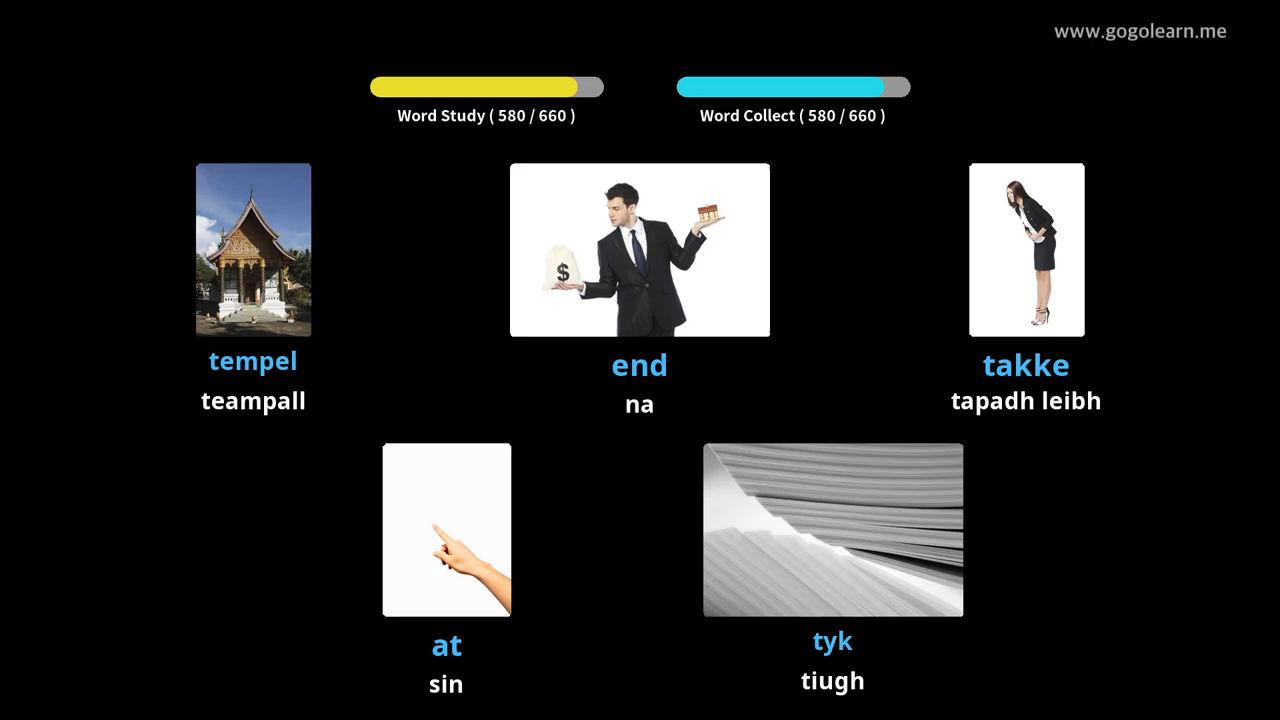 www.gogolearn.me
Word Study ( 580 / 660 )
Word Collect ( 580 / 660 )
$
tempel
teampall
end
na
takke
tapadh leibh
at
sin
tyk
tiugh